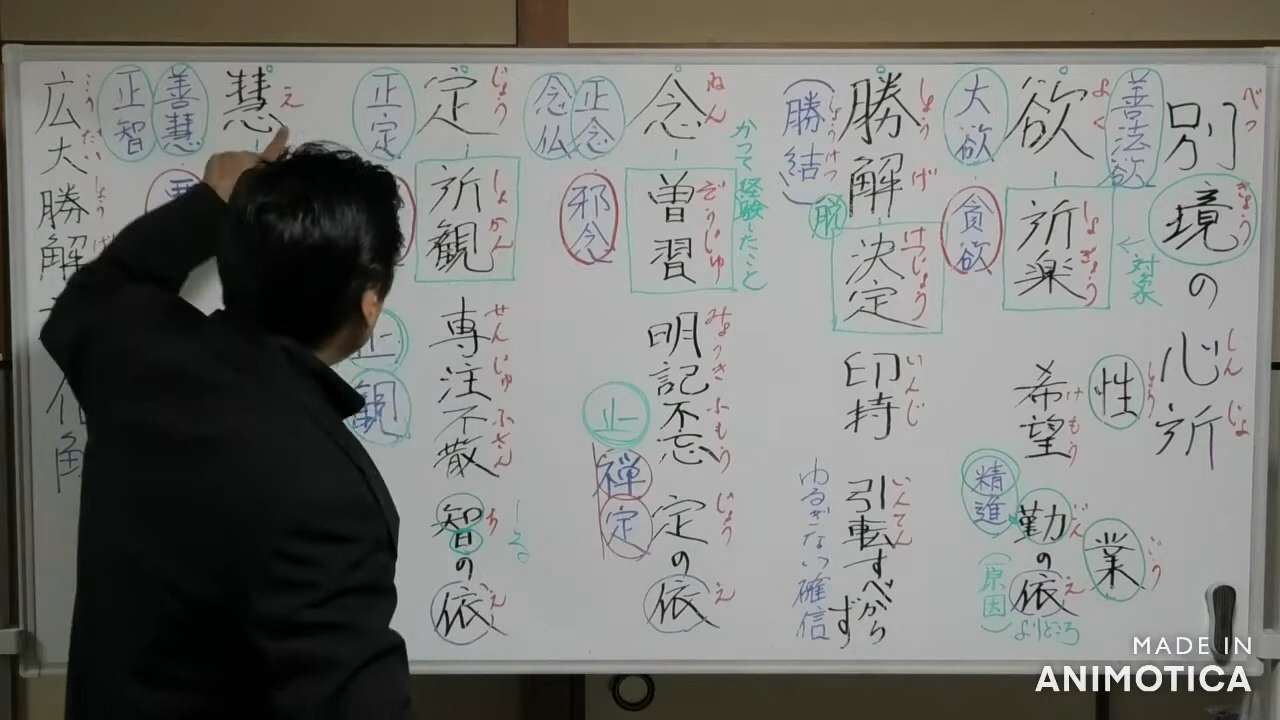 別境の心所
べっ
きょう
しん
じょ
性
しょう
業
ごう
善法欲
欲
よく
所楽
しょぎょう
←対象
希望
けもう
勤の依
ごん
え
よりどころ
(原因)
精進
大欲
貪欲
勝解
しょうげ
決定
けつじょう
印持
いんじ
引転すべからず
いんてん
(勝結)
しょうけつ
脱
ゆるぎない確信
念
ねん
曽習
ぞうじゅ
かつて経験したこと
明記不忘
みょうきふもう
定の依
じょう
え
正念
念仏
邪念
止
禅定
定
じょう
所観
しょかん
専注不散
せんじゅふさん
智の依
ち
え
しる
正定
止
観
慧
え
善慧
正智
広大勝解
こうだいしょうげ
MADE IN
ANIMOTICA